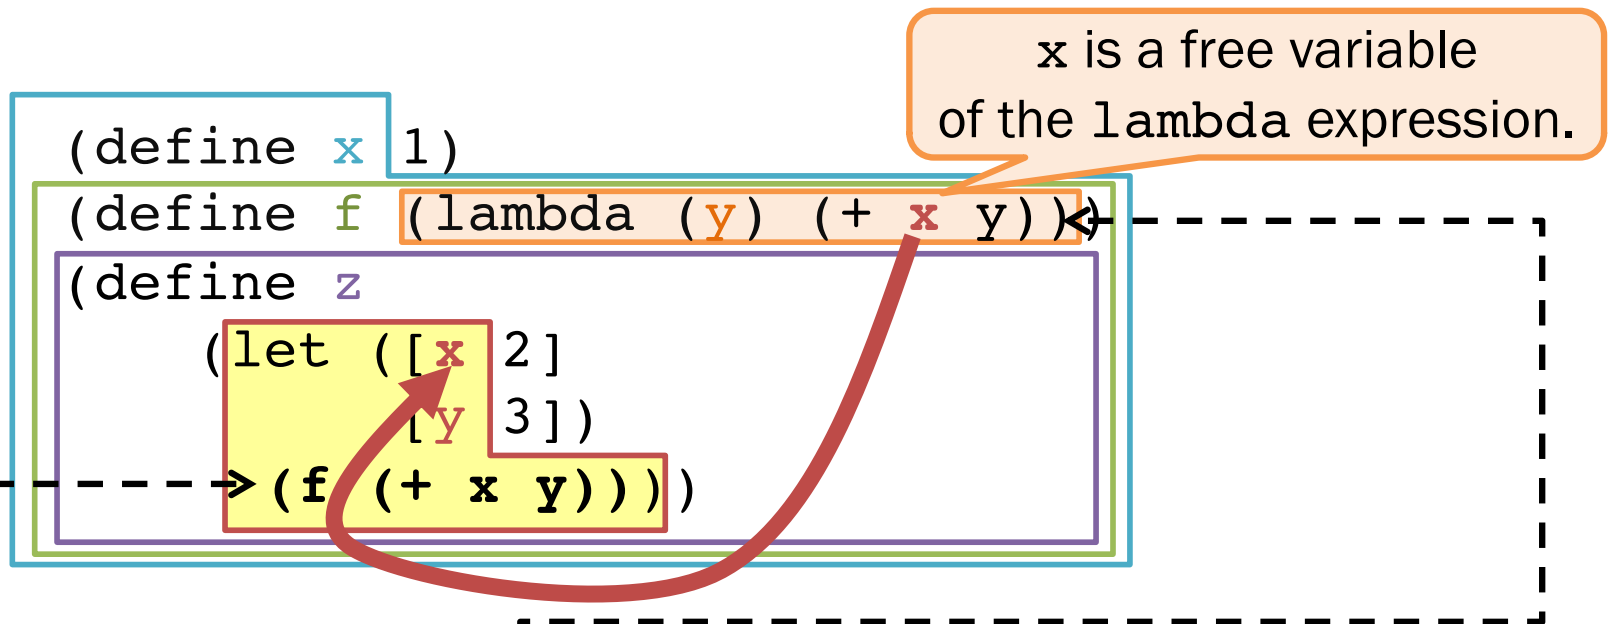 x is a free variable
of the lambda expression.
(define x 1)
(define f (lambda (y) (+ x y)))
(define z
(let ([x 2]
[y 3])
(f (+ x y))))